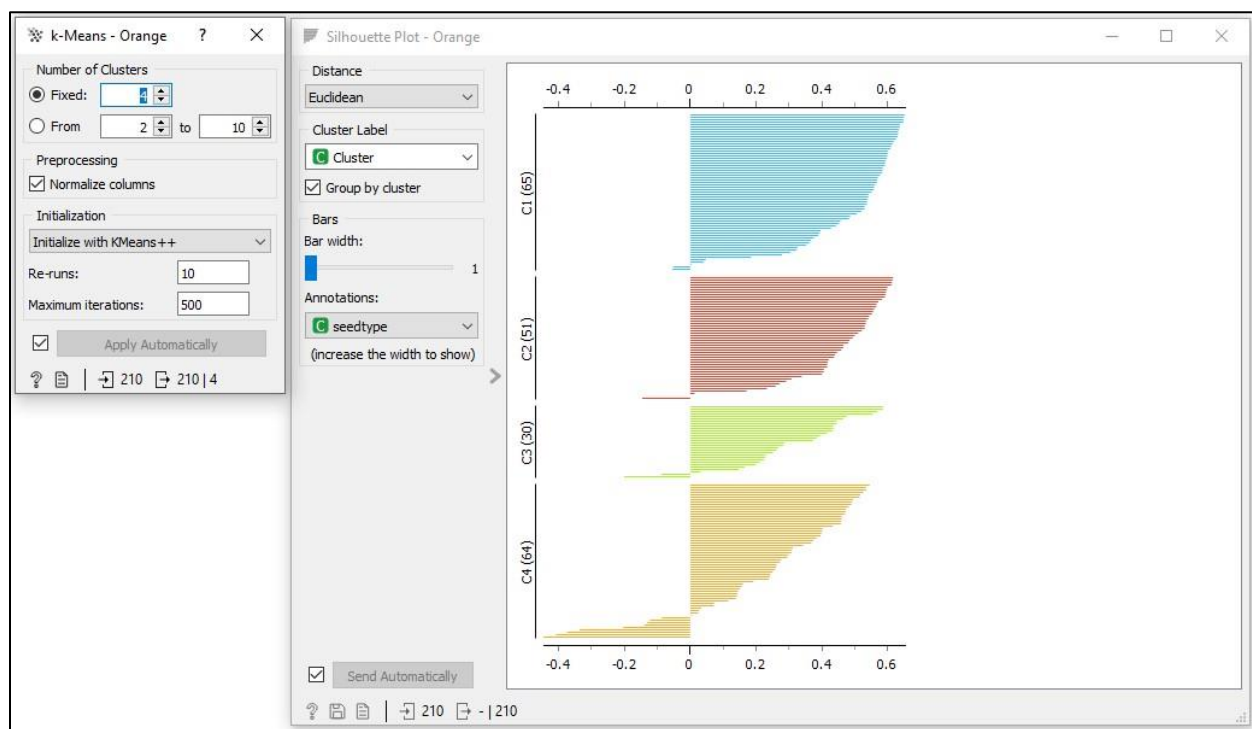 k-Means - Orange ? ×
Number of Clusters
Fixed: 4
From 2 to 10
Preprocessing
Normalize columns
Initialization
Initialize with KMeans++
Re-runs: 10
Maximum iterations: 500
Apply Automatically
? 210 210 | 4
Silhouette Plot - Orange
Distance
Euclidean
Cluster Label
C Cluster
Group by cluster
Bars
Bar width:
1
Annotations:
C seedtype
(increase the width to show)
>
Send Automatically
? 210 - | 210
-0.4 -0.2 0 0.2 0.4 0.6
C1 (65)
C2 (51)
C3 (30)
C4 (64)
-0.4 -0.2 0 0.2 0.4 0.6